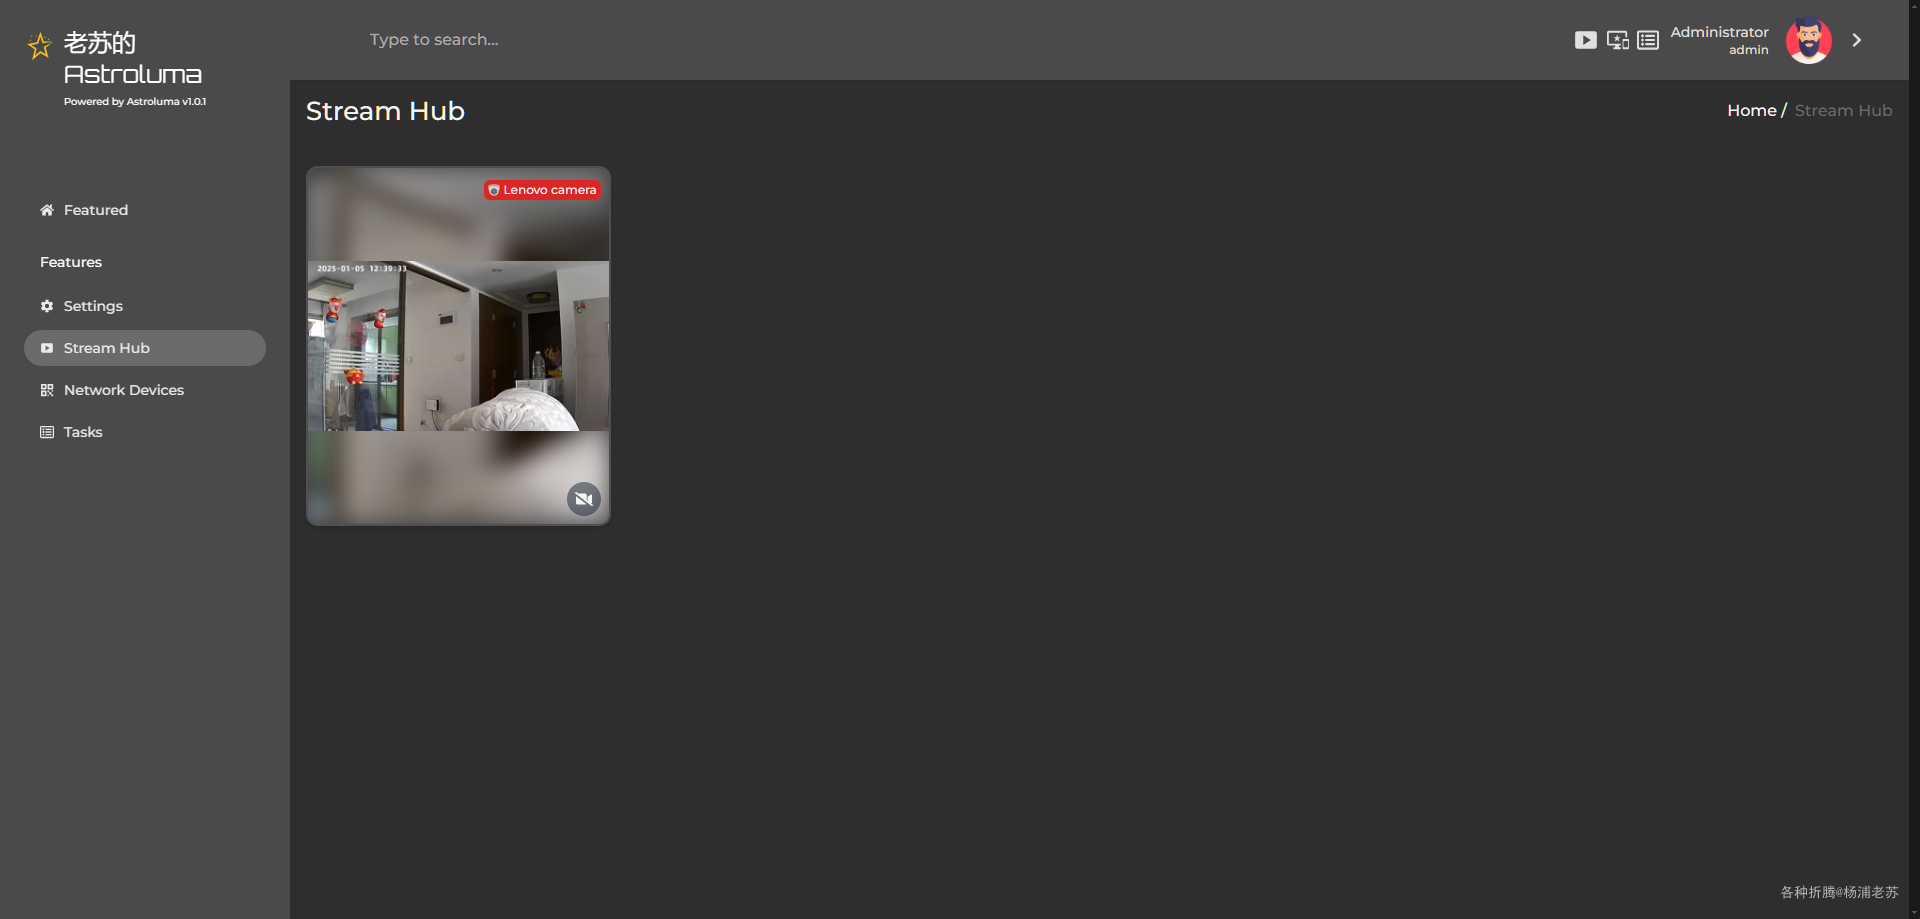 老苏的
Astroluma
Powered by Astroluma v1.0.1
Type to search...
Administrator
admin
Stream Hub
Home / Stream Hub
Featured
Features
Settings
Stream Hub
Network Devices
Tasks
Lenovo camera
2025-01-05 12:39:33
各种折腾@杨浦老苏